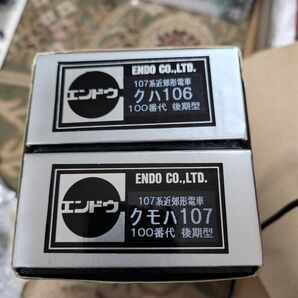 ENDO CO.,LTD.
エンドウ
107系近郊形電車
クハ106
100番代 後期型
ENDO CO.,LTD.
エンドウ
107系近郊形電車
クモハ107
100番代 後期型